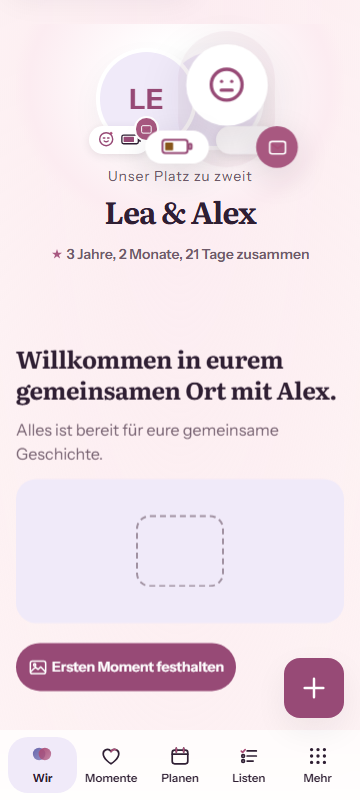 LE
Unser Platz zu zweit
Lea & Alex
★ 3 Jahre, 2 Monate, 21 Tage zusammen
Willkommen in eurem
gemeinsamen Ort mit Alex.
Alles ist bereit für eure gemeinsame
Geschichte.
Ersten Moment festhalten
Wir Momente Planen Listen Mehr